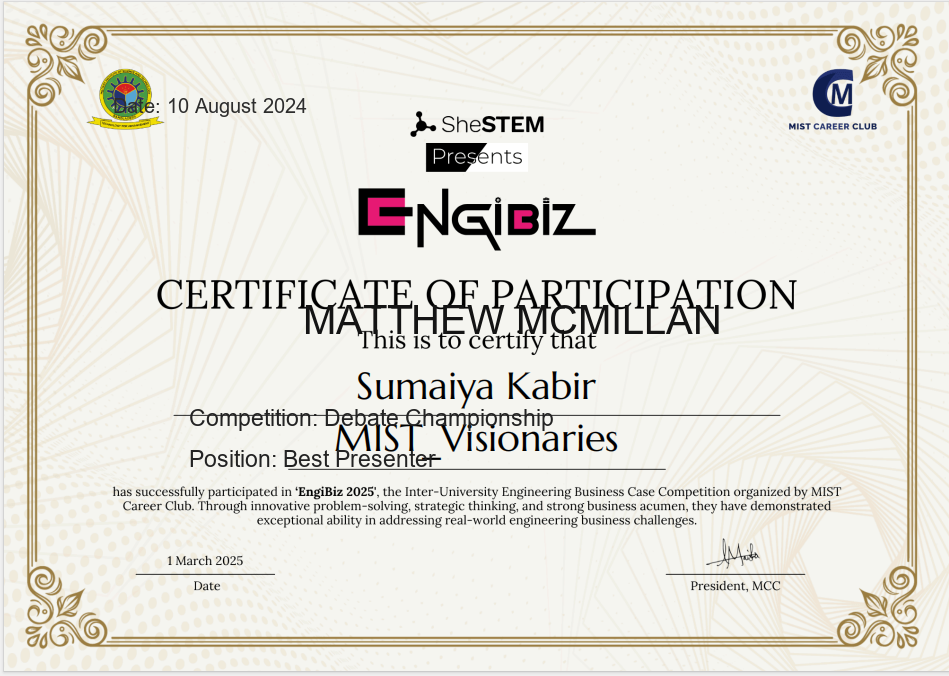 Date: 10 August 2024
MIST CAREER CLUB
SheSTEM
Presents
ENGIBIZ
CERTIFICATE OF PARTICIPATION
MATTHEW MCMILLAN
This is to certify that
Sumaiya Kabir
Competition: Debate Championship
MIST_Visionaries
Position: Best Presenter
has successfully participated in ‘EngiBiz 2025’, the Inter-University Engineering Business Case Competition organized by MIST
Career Club. Through innovative problem-solving, strategic thinking, and strong business acumen, they have demonstrated
exceptional ability in addressing real-world engineering business challenges.
1 March 2025
Date
President, MCC